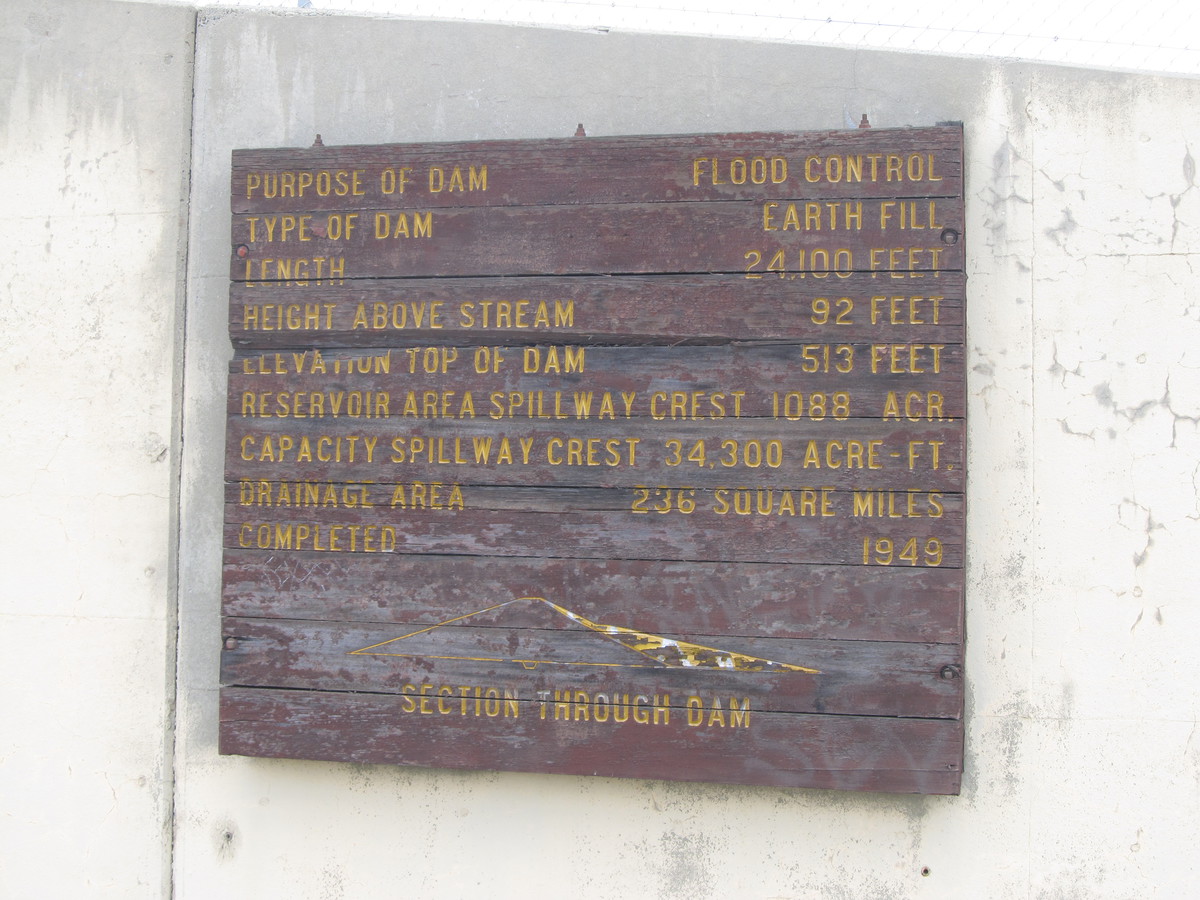 PURPOSE OF DAM FLOOD CONTROL
TYPE OF DAM EARTH FILL
LENGTH 24,100 FEET
HEIGHT ABOVE STREAM 92 FEET
ELEVATION TOP OF DAM 513 FEET
RESERVOIR AREA SPILLWAY CREST 1088 ACR.
CAPACITY SPILLWAY CREST 34,300 ACRE-FT.
DRAINAGE AREA 236 SQUARE MILES
COMPLETED 1949
SECTION THROUGH DAM